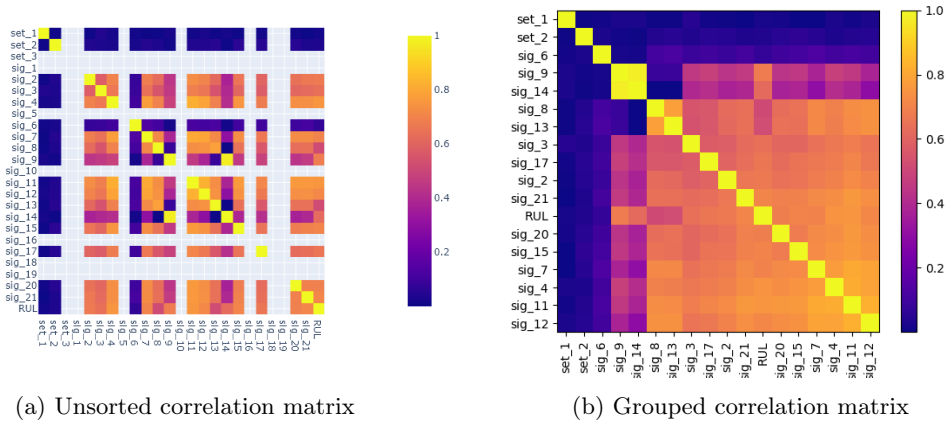 set_1
set_2
set_3
sig_1
sig_2
sig_3
sig_4
sig_5
sig_6
sig_7
sig_8
sig_9
sig_10
sig_11
sig_12
sig_13
sig_14
sig_15
sig_16
sig_17
sig_18
sig_19
sig_20
sig_21
RUL
set_1
set_2
set_3
sig_1
sig_2
sig_3
sig_4
sig_5
sig_6
sig_7
sig_8
sig_9
sig_10
sig_11
sig_12
sig_13
sig_14
sig_15
sig_16
sig_17
sig_18
sig_19
sig_20
sig_21
RUL
1
0.8
0.6
0.4
0.2
(a) Unsorted correlation matrix
set_1
set_2
sig_6
sig_9
sig_14
sig_8
sig_13
sig_3
sig_17
sig_2
sig_21
RUL
sig_20
sig_15
sig_7
sig_4
sig_11
sig_12
set_1
set_2
sig_6
sig_9
sig_14
sig_8
sig_13
sig_3
sig_17
sig_2
sig_21
RUL
sig_20
sig_15
sig_7
sig_4
sig_11
sig_12
1.0
0.8
0.6
0.4
0.2
(b) Grouped correlation matrix